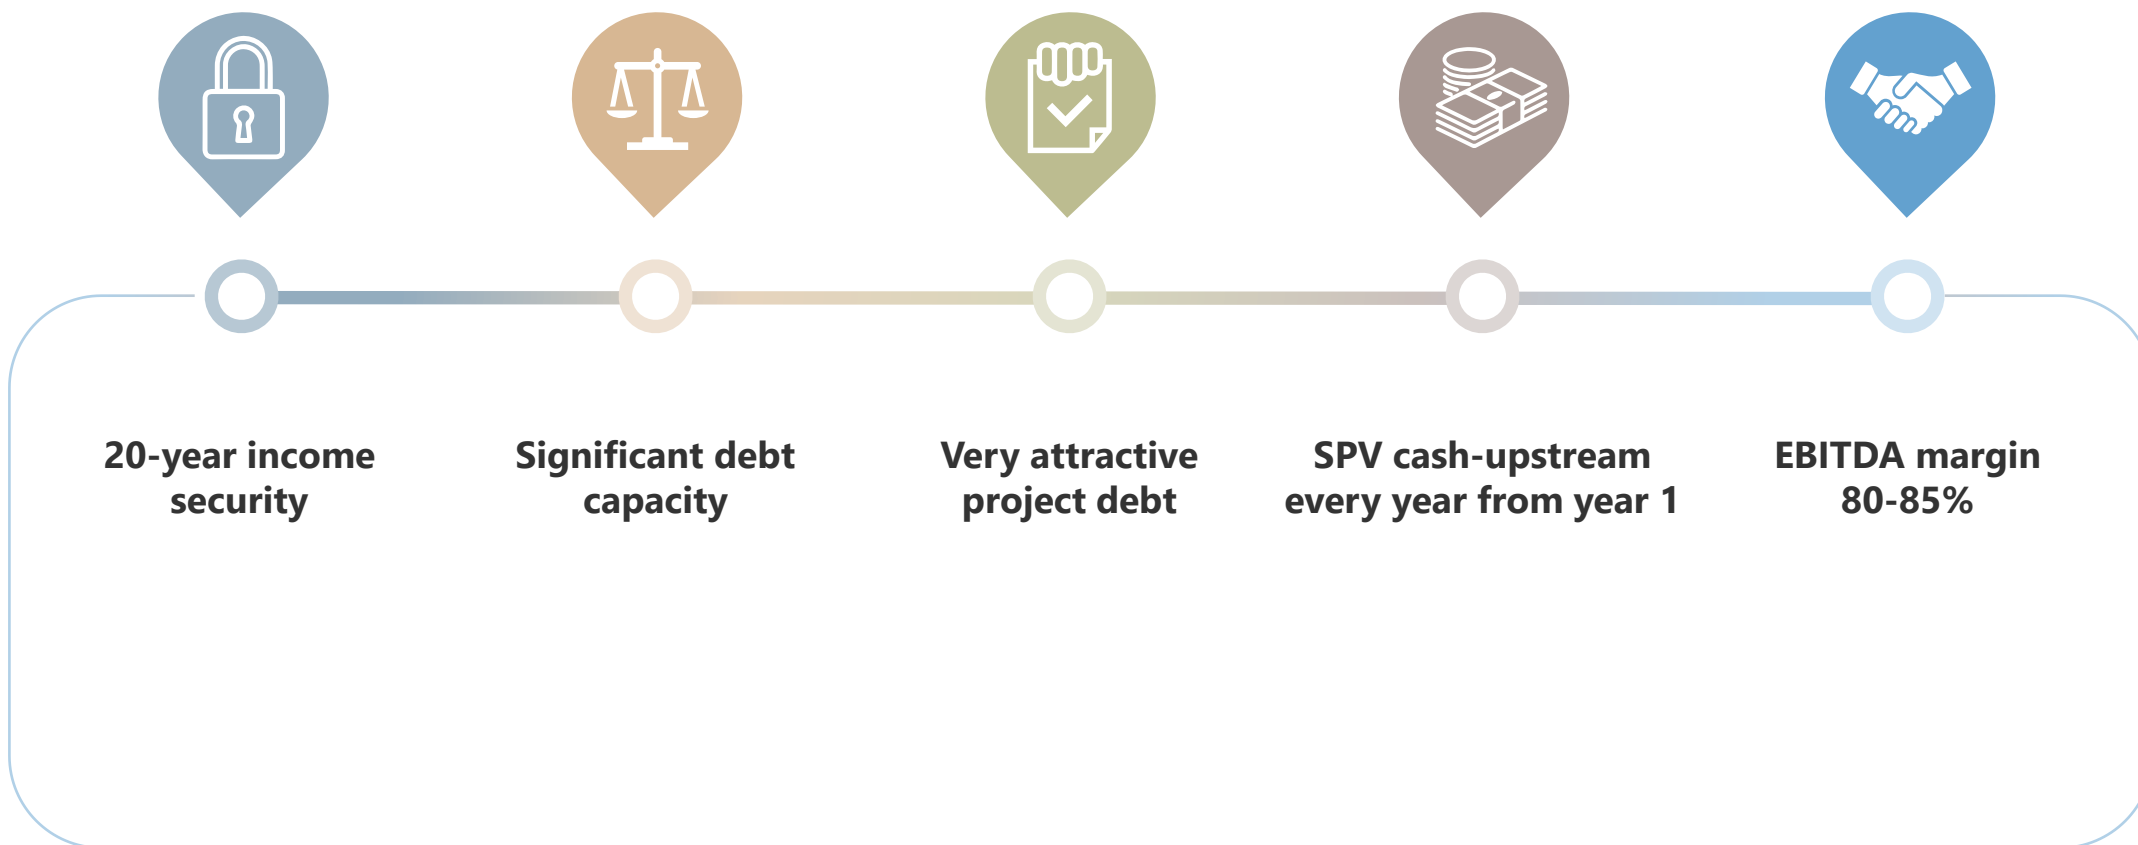 20-year income
security
Significant debt
capacity
Very attractive
project debt
SPV cash-upstream
every year from year 1
EBITDA margin
80-85%